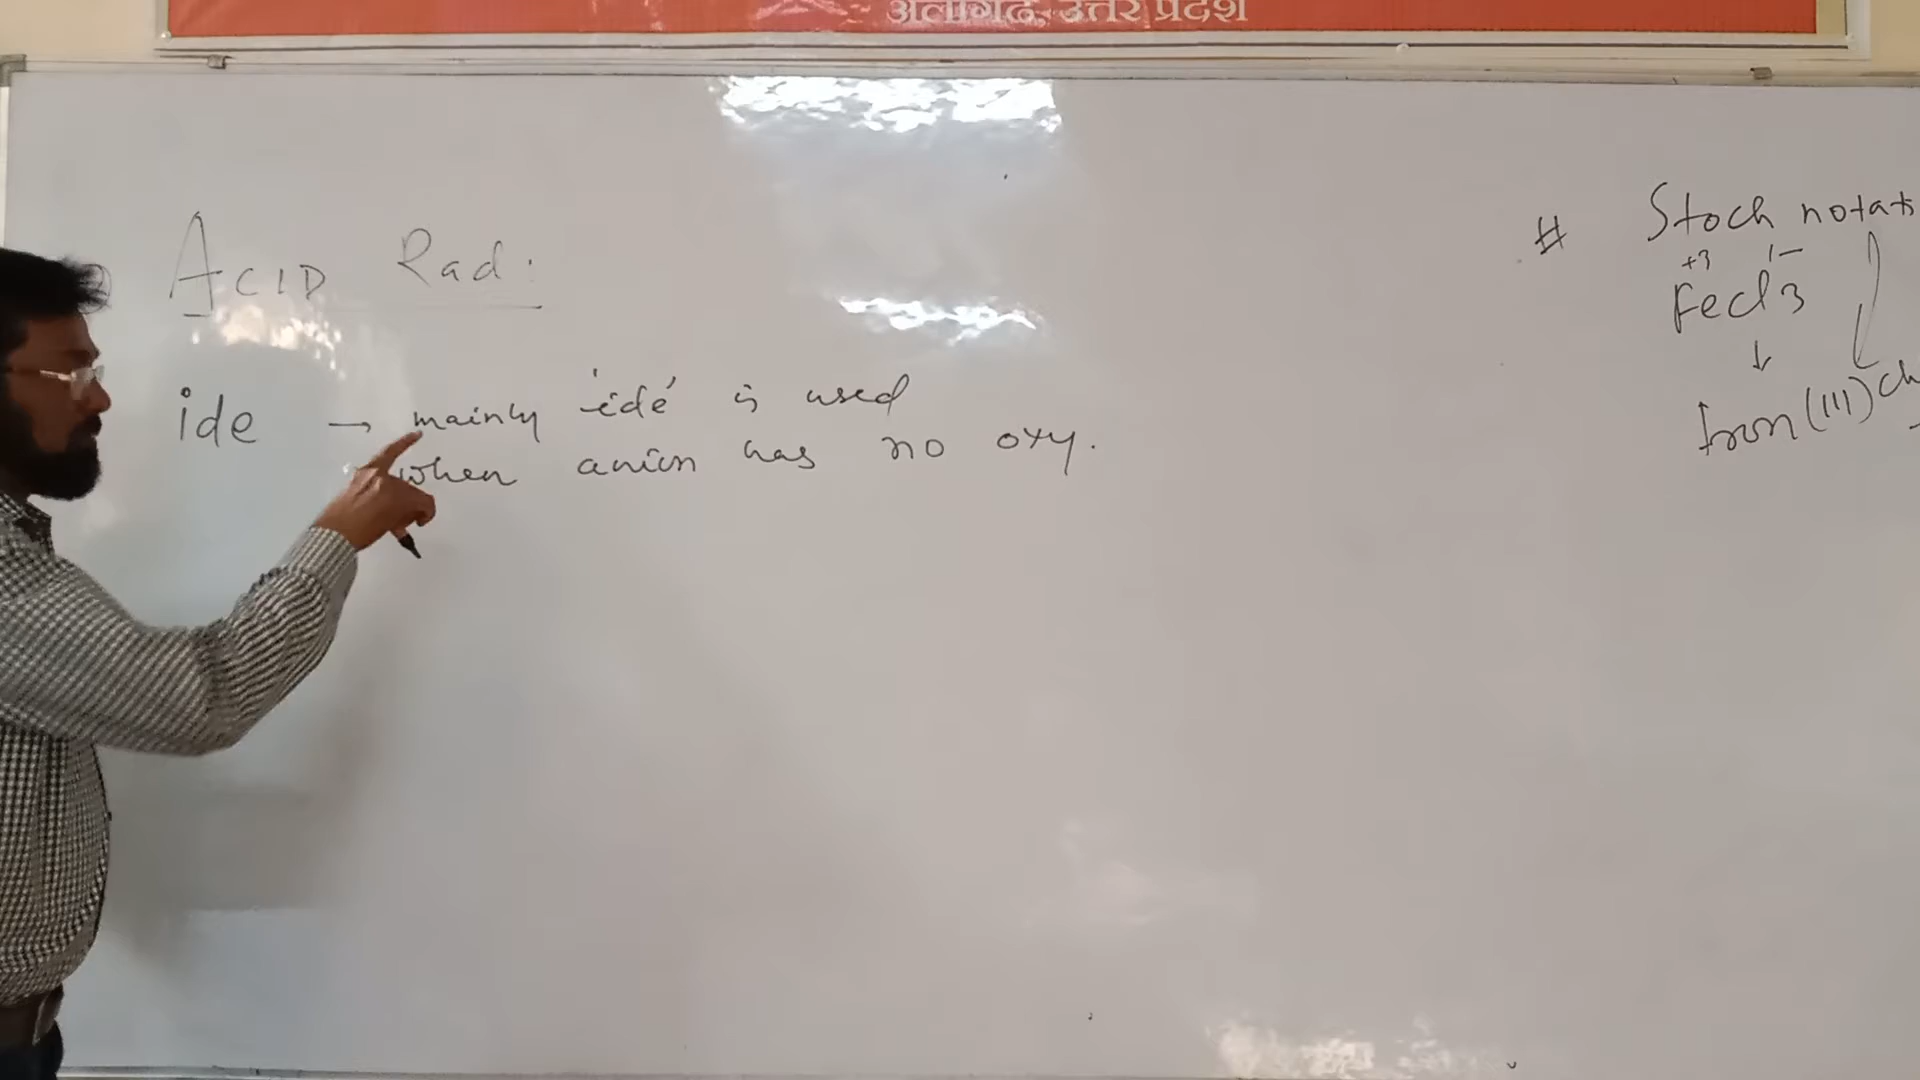 अलीगढ़, उत्तर प्रदेश
ACID Rad:
ide → mainly 'ide' is used
when anion has no oxy.
# Stock notat
+3 1-
FeCl3
↓
Iron (III) Ch